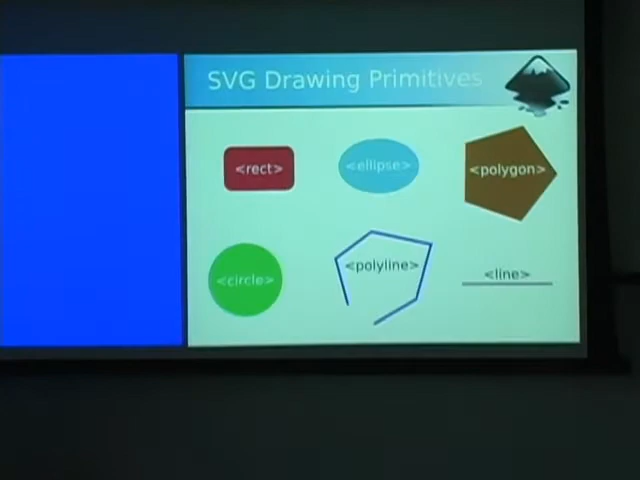 SVG Drawing Primitives
<rect>
<ellipse>
<polygon>
<circle>
<polyline>
<line>